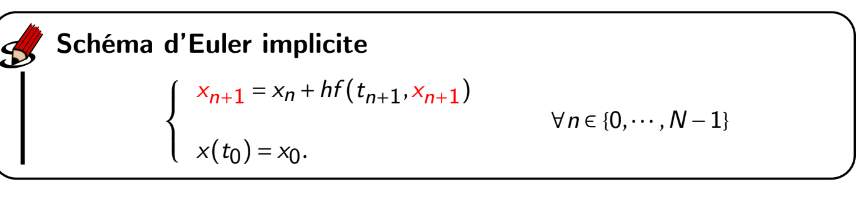 Schéma d'Euler implicite
{ x_{n+1} = x_n + hf(t_{n+1}, x_{n+1})
∀n ∈ {0, ⋯, N − 1}
x(t_0) = x_0.